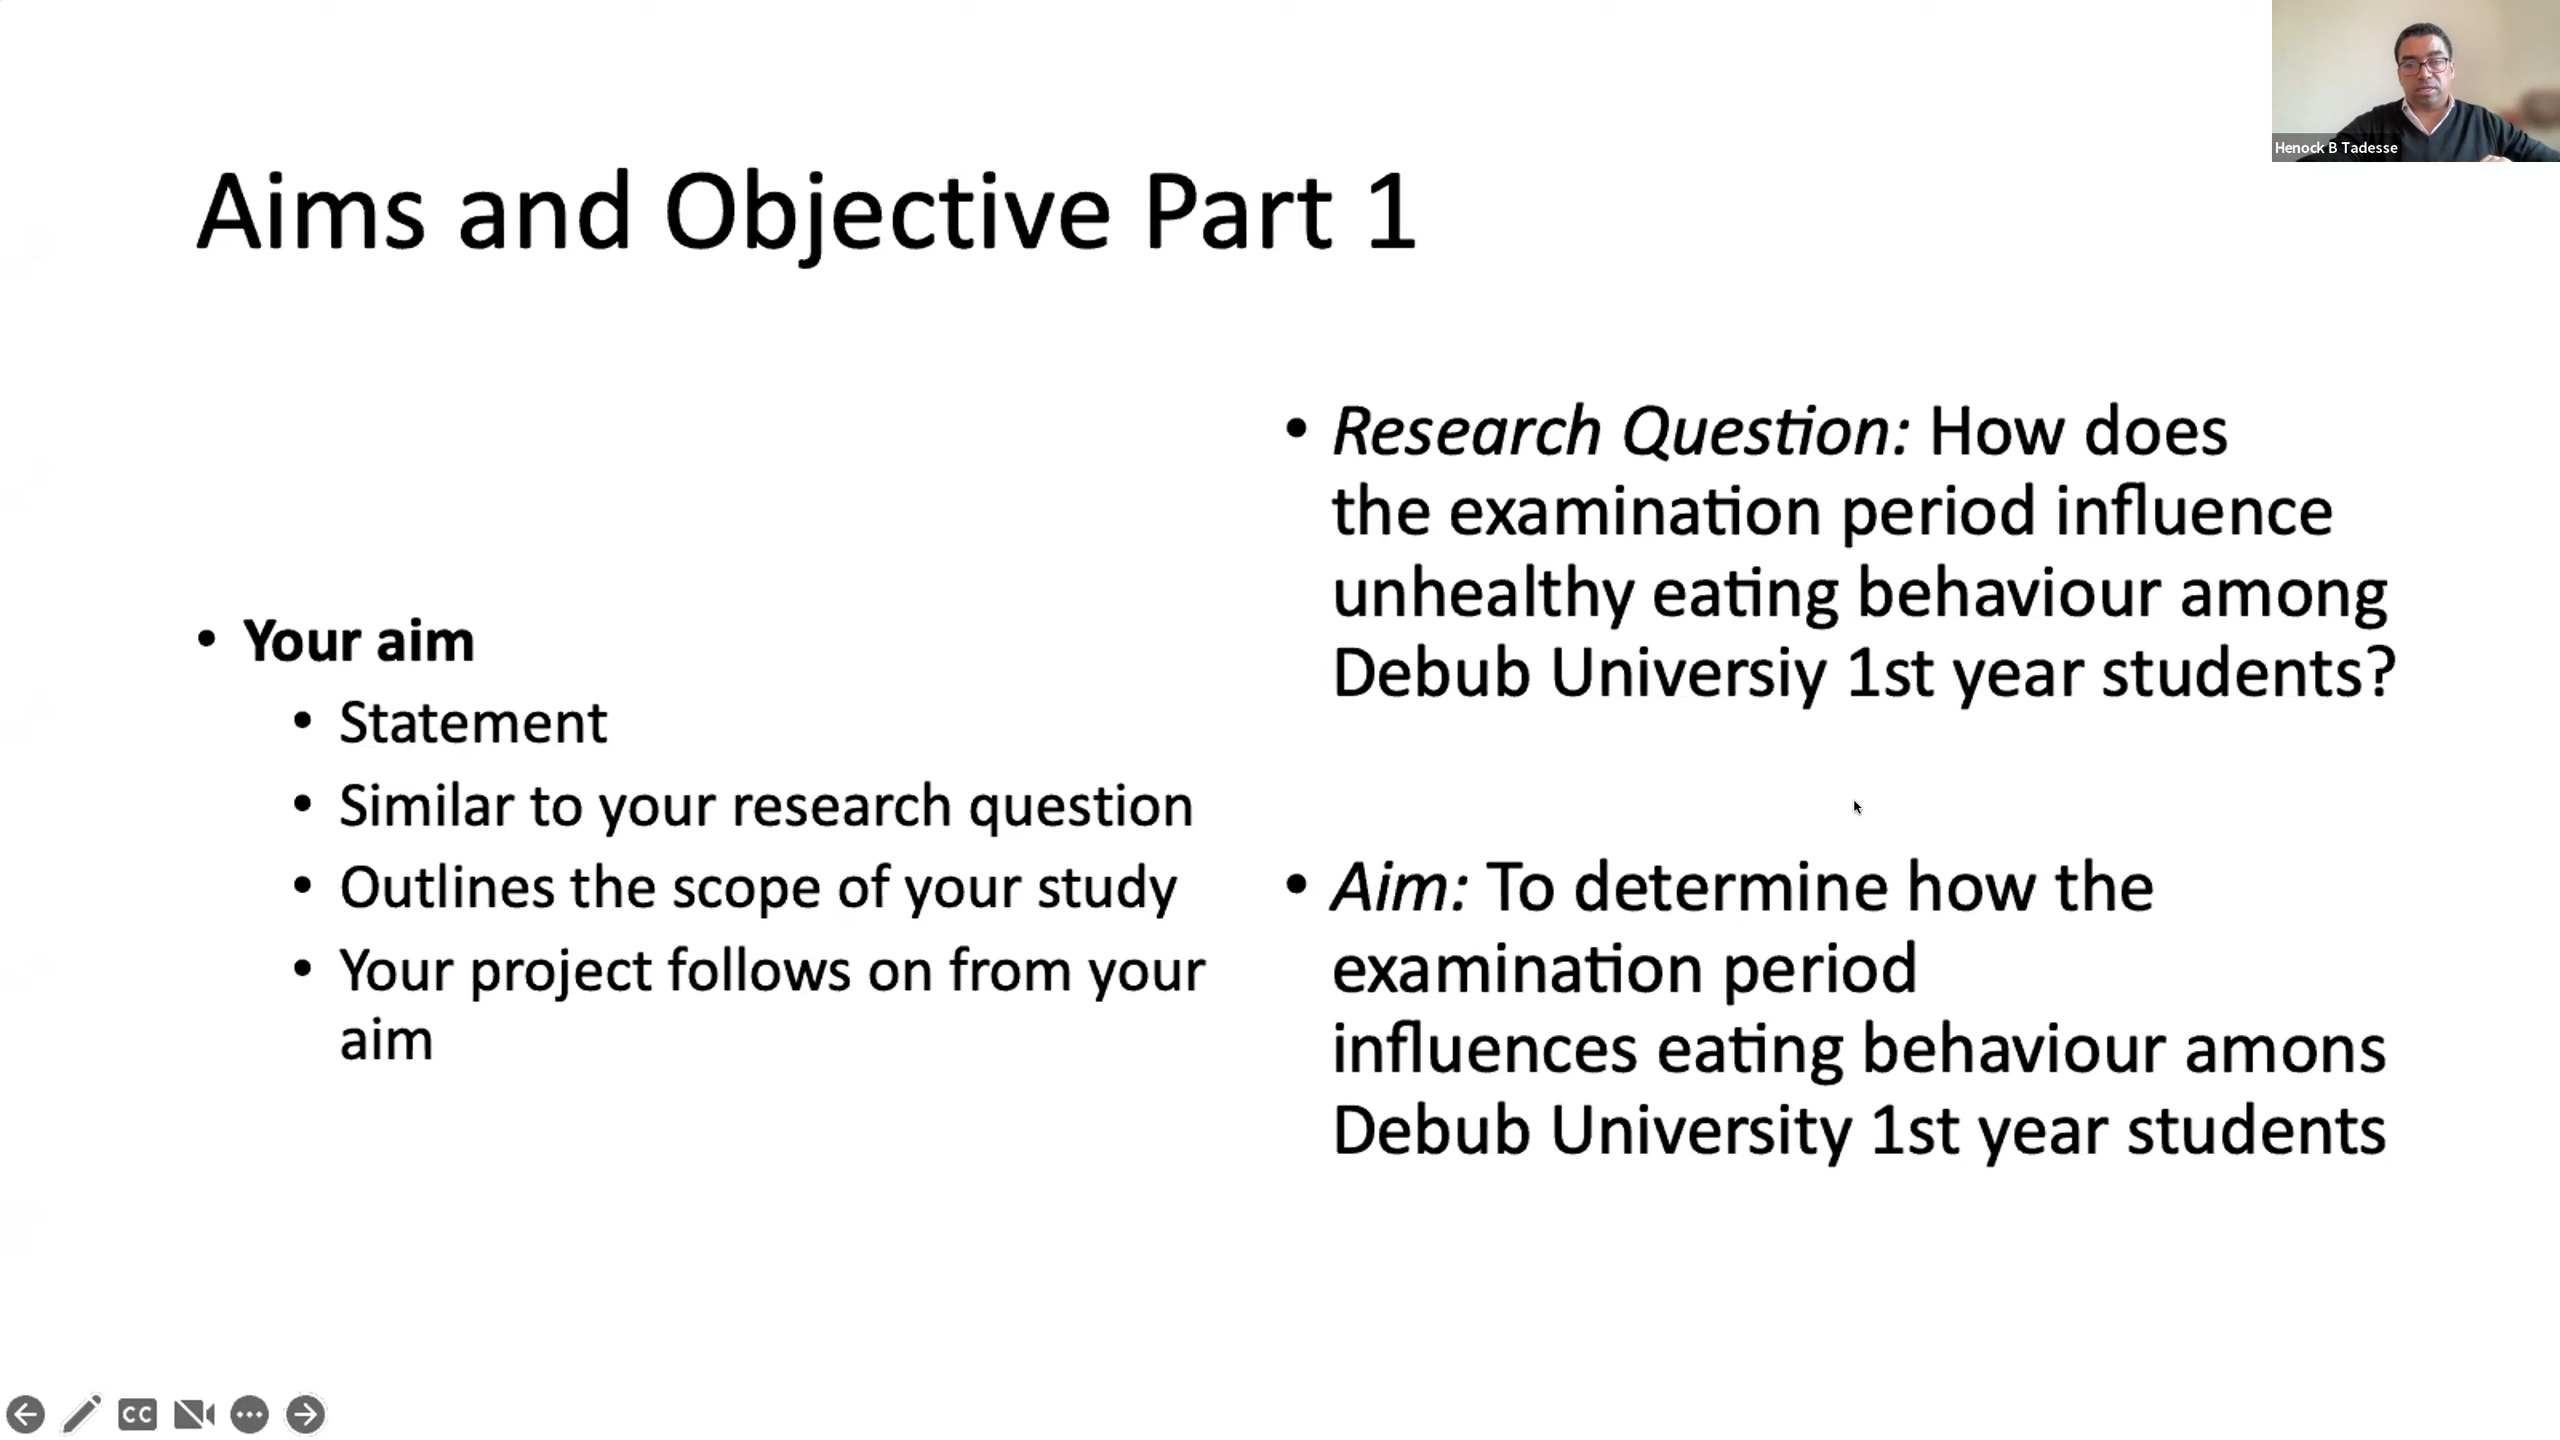 Henock B Tadesse
Aims and Objective Part 1
• Your aim
• Statement
• Similar to your research question
• Outlines the scope of your study
• Your project follows on from your
aim
• Research Question: How does
the examination period influence
unhealthy eating behaviour among
Debub Universiy 1st year students?
• Aim: To determine how the
examination period
influences eating behaviour amons
Debub University 1st year students
CC